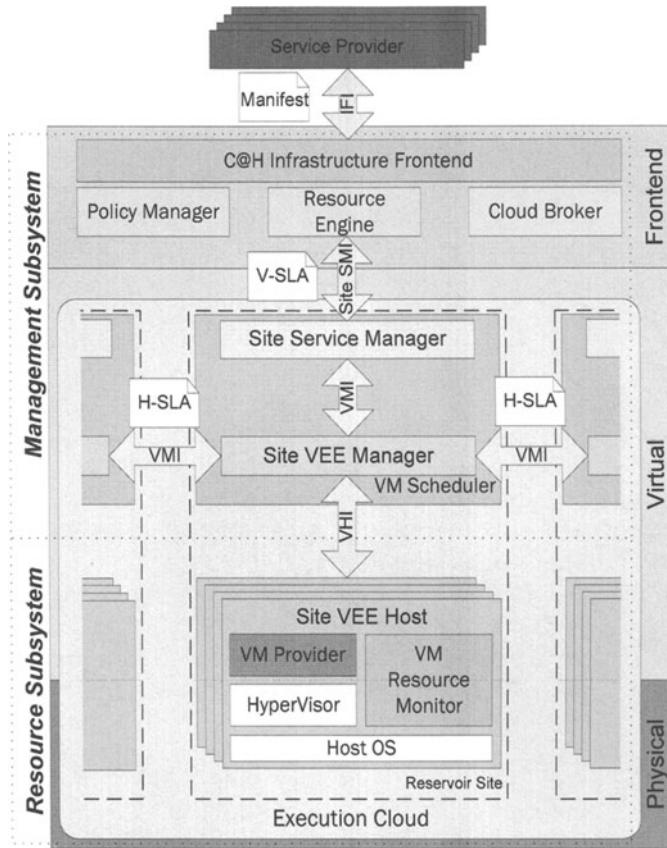 Service Provider
Manifest
IFI
C@H Infrastructure Frontend
Policy Manager
Resource
Engine
Cloud Broker
Frontend
V-SLA
Site SMI
Management Subsystem
Site Service Manager
H-SLA
VMI
H-SLA
VMI
Site VEE Manager
VMI
VM Scheduler
Virtual
VHI
Resource Subsystem
Site VEE Host
VM Provider
VM
Resource
Monitor
HyperVisor
Host OS
Reservoir Site
Execution Cloud
Physical